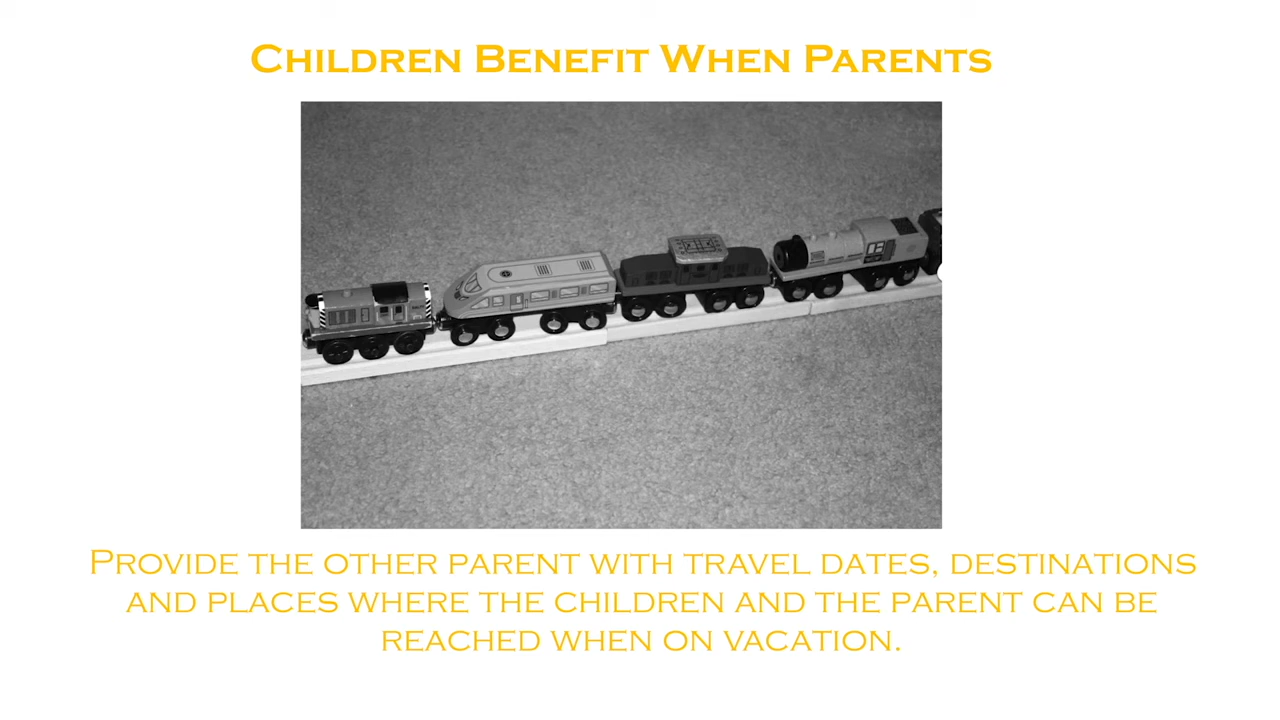 Children Benefit When Parents
Provide the other parent with travel dates, destinations
and places where the children and the parent can be
reached when on vacation.